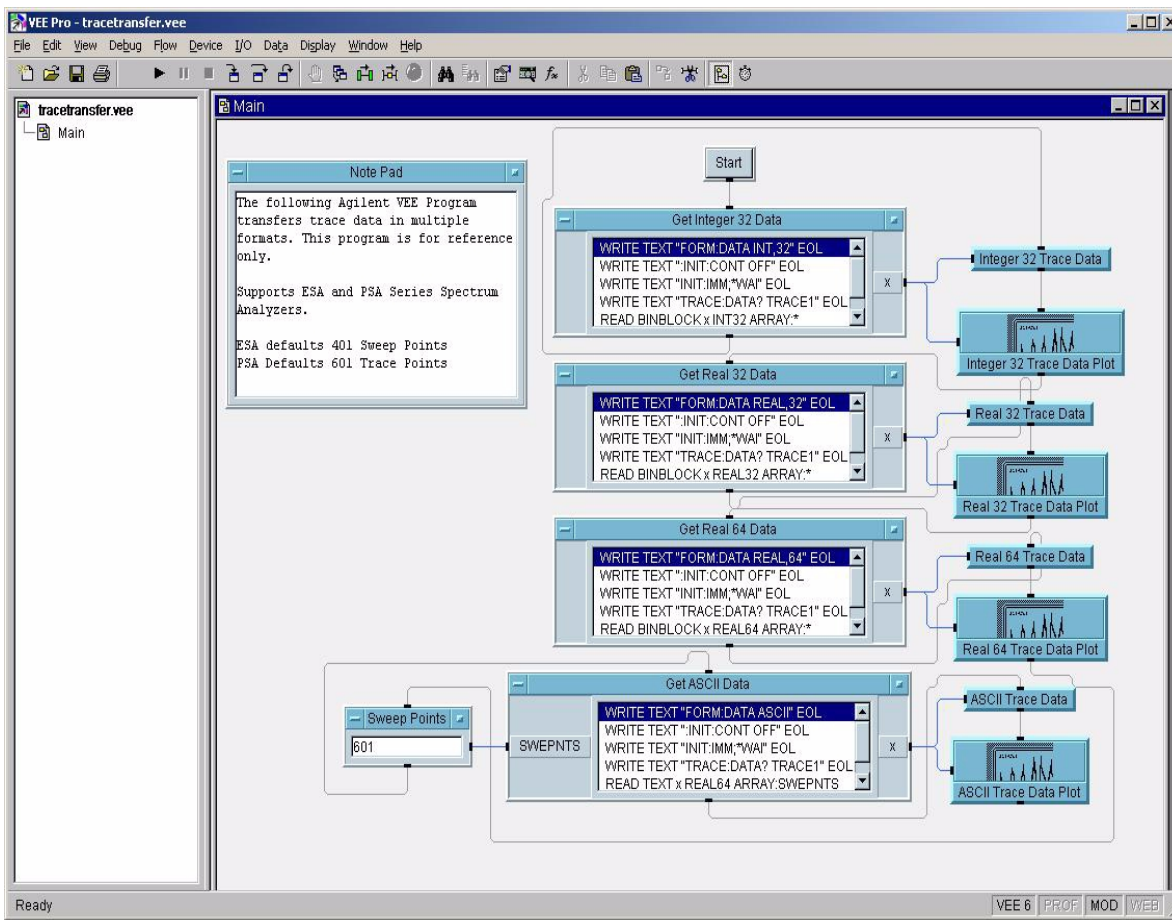 VEE Pro - tracetransfer.vee
File Edit View Debug Flow Device I/O Data Display Window Help
tracetransfer.vee
Main
Main
Note Pad
The following Agilent VEE Program
transfers trace data in multiple
formats. This program is for reference
only.
Supports ESA and PSA Series Spectrum
Analyzers.
ESA defaults 401 Sweep Points
PSA Defaults 601 Trace Points
Start
Get Integer 32 Data
WRITE TEXT "FORM:DATA INT,32" EOL
WRITE TEXT ":INIT:CONT OFF" EOL
WRITE TEXT "INIT:IMM;*WAI" EOL
WRITE TEXT "TRACE:DATA? TRACE1" EOL
READ BINBLOCK x INT32 ARRAY:*
X
Integer 32 Trace Data
Integer 32 Trace Data Plot
Get Real 32 Data
WRITE TEXT "FORM:DATA REAL,32" EOL
WRITE TEXT ":INIT:CONT OFF" EOL
WRITE TEXT "INIT:IMM;*WAI" EOL
WRITE TEXT "TRACE:DATA? TRACE1" EOL
READ BINBLOCK x REAL32 ARRAY:*
X
Real 32 Trace Data
Real 32 Trace Data Plot
Get Real 64 Data
WRITE TEXT "FORM:DATA REAL,64" EOL
WRITE TEXT ":INIT:CONT OFF" EOL
WRITE TEXT "INIT:IMM;*WAI" EOL
WRITE TEXT "TRACE:DATA? TRACE1" EOL
READ BINBLOCK x REAL64 ARRAY:*
X
Real 64 Trace Data
Real 64 Trace Data Plot
Sweep Points
601
Get ASCII Data
SWEPNTS
WRITE TEXT "FORM:DATA ASCII" EOL
WRITE TEXT ":INIT:CONT OFF" EOL
WRITE TEXT "INIT:IMM;*WAI" EOL
WRITE TEXT "TRACE:DATA? TRACE1" EOL
READ TEXT x REAL64 ARRAY:SWEPNTS
X
ASCII Trace Data
ASCII Trace Data Plot
Ready
VEE 6 PROF MOD WEB